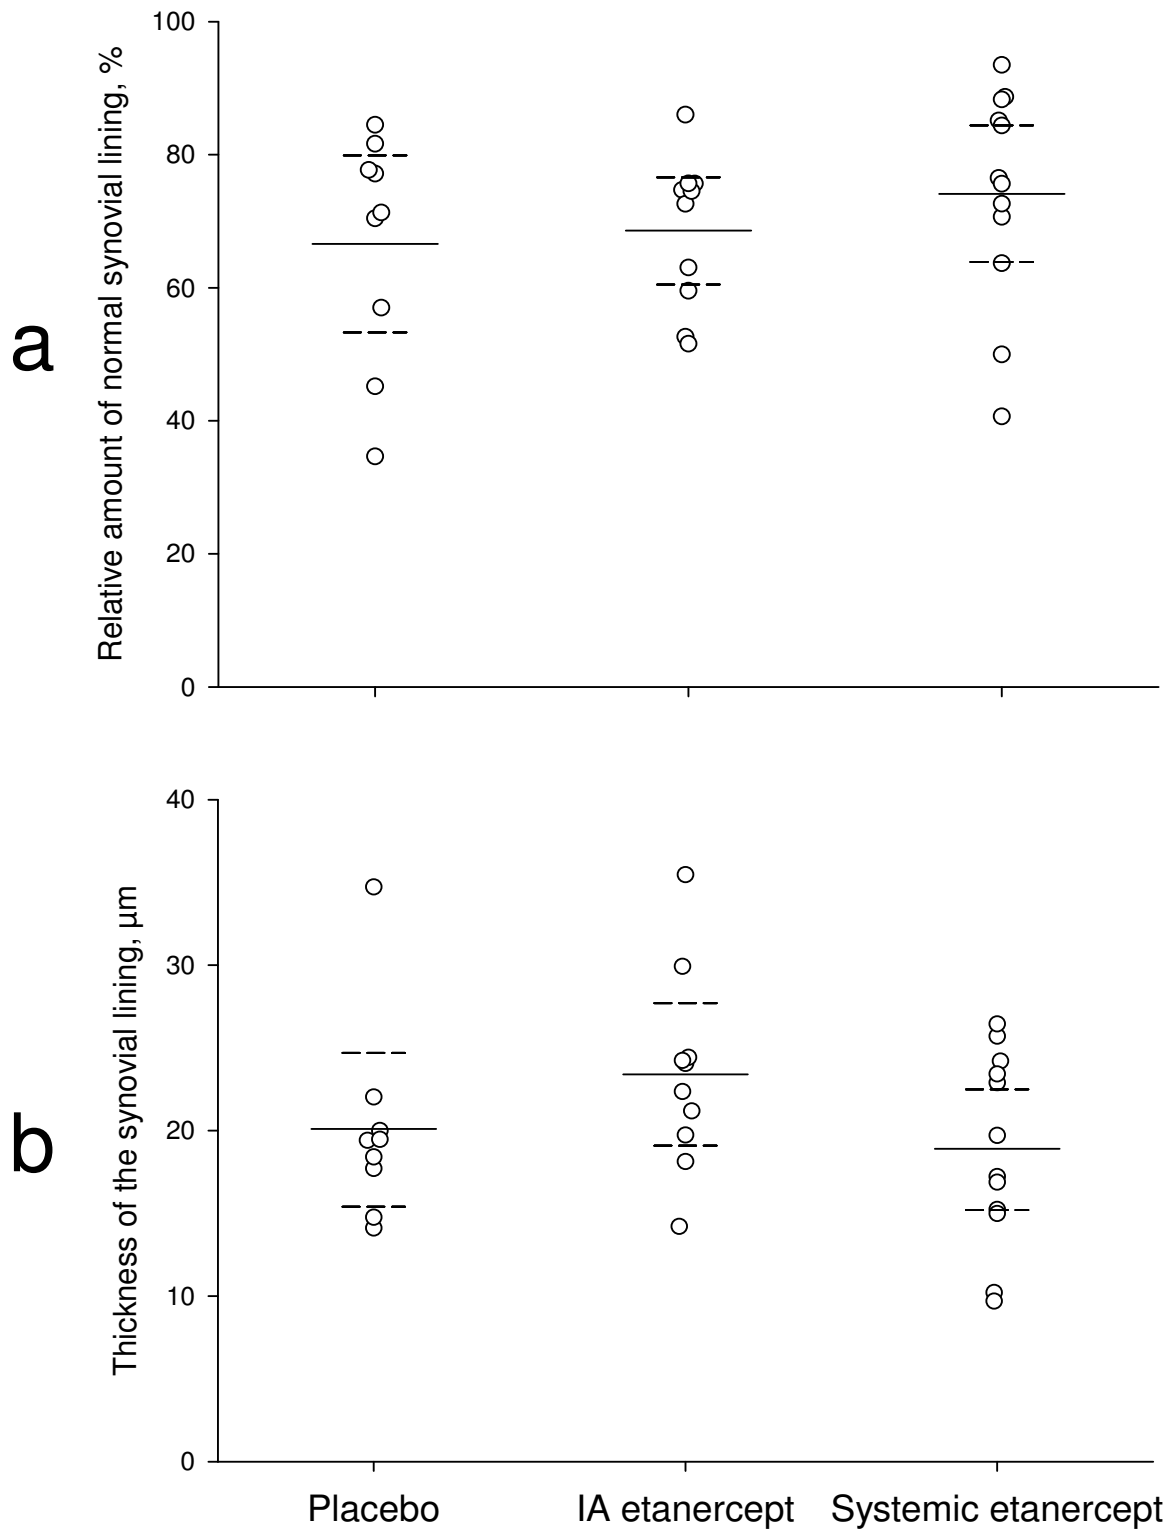 a
Relative amount of normal synovial lining, %
100
80
60
40
20
0
b
Thickness of the synovial lining, µm
40
30
20
10
0
Placebo
IA etanercept
Systemic etanercept